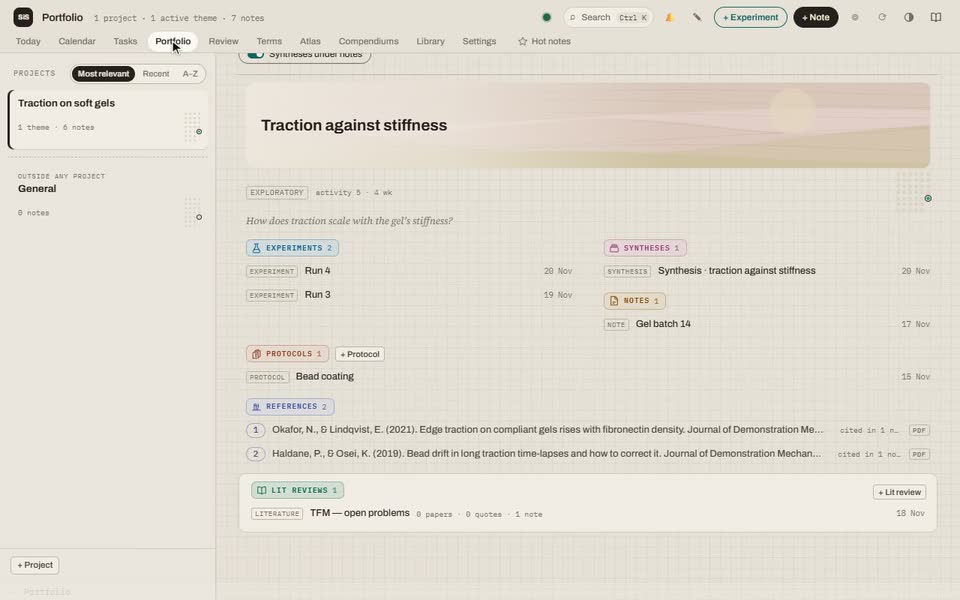 SIS Portfolio 1 project · 1 active theme · 7 notes Search Ctrl K + Experiment + Note
Today Calendar Tasks Portfolio Review Terms Atlas Compendiums Library Settings Hot notes
PROJECTS Most relevant Recent A–Z
Syntheses under notes
Traction on soft gels
1 theme · 6 notes
OUTSIDE ANY PROJECT
General
0 notes
+ Project
Portfolio
Traction against stiffness
EXPLORATORY activity 5 · 4 wk
How does traction scale with the gel's stiffness?
EXPERIMENTS 2
EXPERIMENT Run 4 20 Nov
EXPERIMENT Run 3 19 Nov
SYNTHESES 1
SYNTHESIS Synthesis · traction against stiffness 20 Nov
NOTES 1
NOTE Gel batch 14 17 Nov
PROTOCOLS 1 + Protocol
PROTOCOL Bead coating 15 Nov
REFERENCES 2
1 Okafor, N., & Lindqvist, E. (2021). Edge traction on compliant gels rises with fibronectin density. Journal of Demonstration Me… cited in 1 n… PDF
2 Haldane, P., & Osei, K. (2019). Bead drift in long traction time-lapses and how to correct it. Journal of Demonstration Mechan… cited in 1 no… PDF
LIT REVIEWS 1 + Lit review
LITERATURE TFM — open problems 0 papers · 0 quotes · 1 note 18 Nov